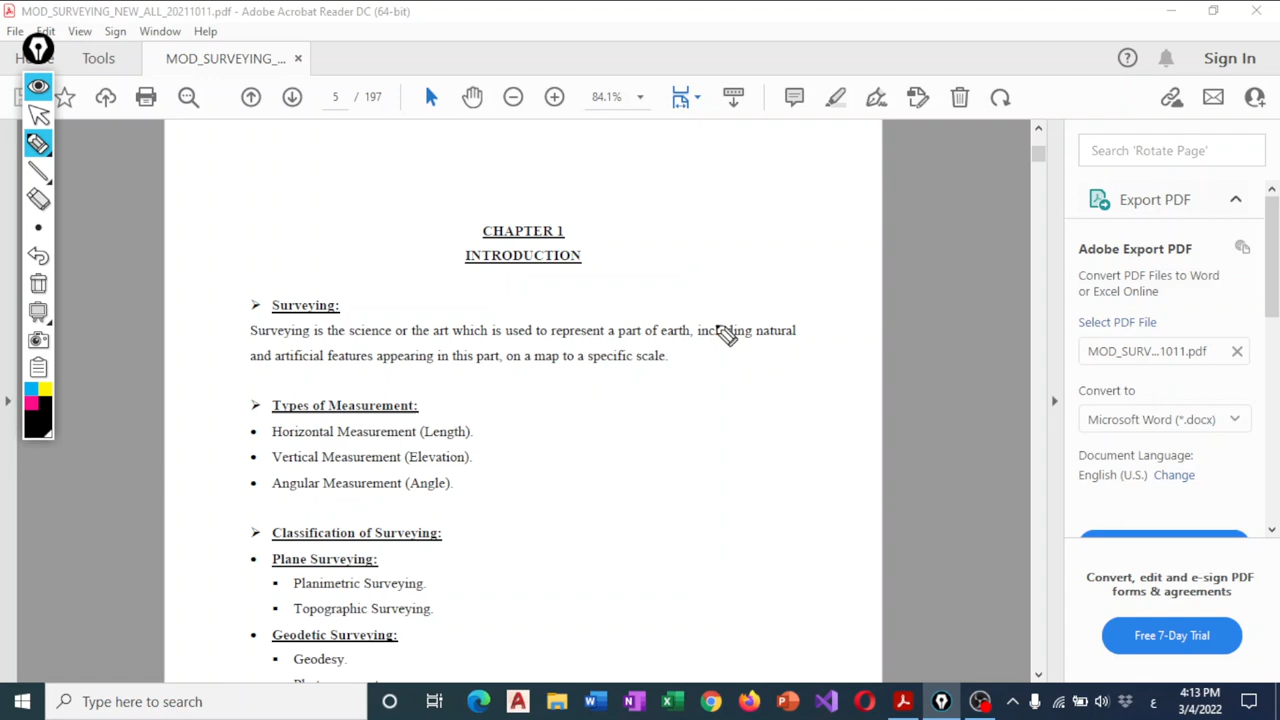 MOD_SURVEYING_NEW_ALL_20211011.pdf - Adobe Acrobat Reader DC (64-bit)
File Edit View Sign Window Help
Tools
MOD_SURVEYING_... ×
Sign In
5 / 197
84.1%
CHAPTER 1
INTRODUCTION
Surveying:
Surveying is the science or the art which is used to represent a part of earth, including natural
and artificial features appearing in this part, on a map to a specific scale.
Types of Measurement:
• Horizontal Measurement (Length).
• Vertical Measurement (Elevation).
• Angular Measurement (Angle).
Classification of Surveying:
• Plane Surveying:
▪ Planimetric Surveying.
▪ Topographic Surveying.
• Geodetic Surveying:
▪ Geodesy.
Search 'Rotate Page'
Export PDF
Adobe Export PDF
Convert PDF Files to Word
or Excel Online
Select PDF File
MOD_SURV...1011.pdf
Convert to
Microsoft Word (*.docx)
Document Language:
English (U.S.) Change
Convert, edit and e-sign PDF
forms & agreements
Free 7-Day Trial
Type here to search
ع
4:13 PM
3/4/2022